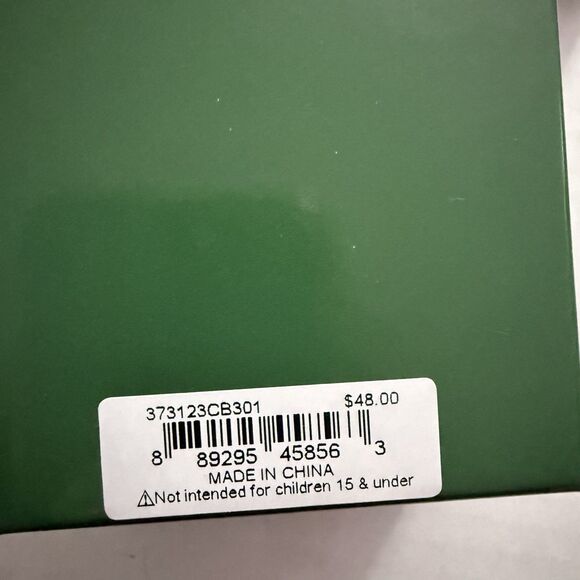 373123CB301 $48.00
8 89295 45856 3
MADE IN CHINA
⚠Not intended for children 15 & under